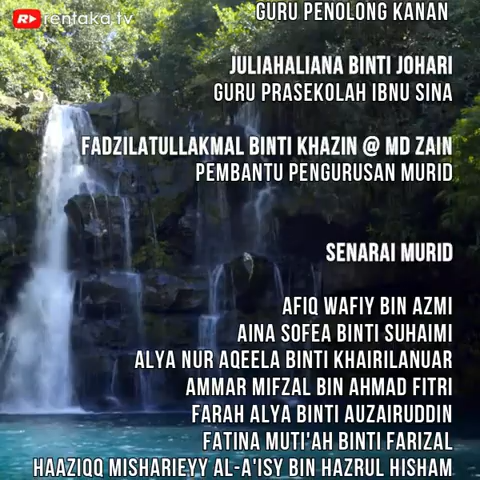 rentaka.tv
GURU PENOLONG KANAN
JULIAHALIANA BINTI JOHARI
GURU PRASEKOLAH IBNU SINA
FADZILATULLAKMAL BINTI KHAZIN @ MD ZAIN
PEMBANTU PENGURUSAN MURID
SENARAI MURID
AFIQ WAFIY BIN AZMI
AINA SOFEA BINTI SUHAIMI
ALYA NUR AQEELA BINTI KHAIRILANUAR
AMMAR MIFZAL BIN AHMAD FITRI
FARAH ALYA BINTI AUZAIRUDDIN
FATINA MUTI'AH BINTI FARIZAL
HAAZIQQ MISHARIEYY AL-A'ISY BIN HAZRUL HISHAM